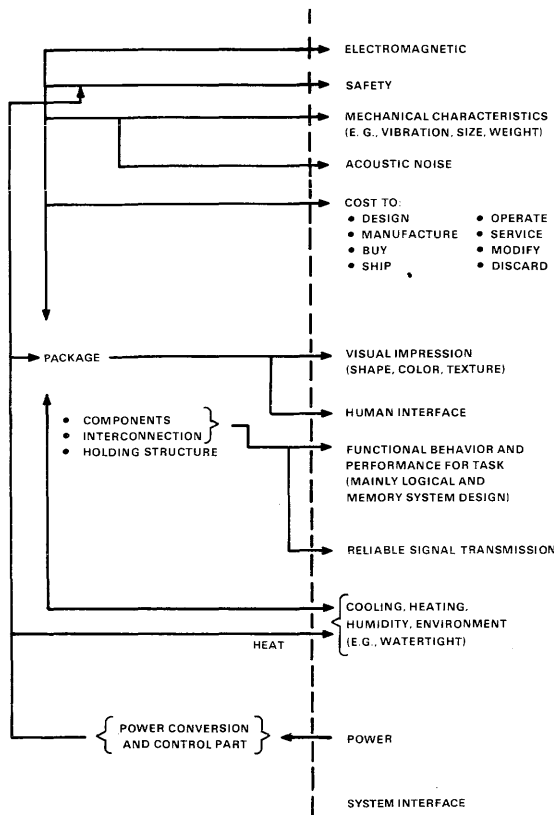 ELECTROMAGNETIC
SAFETY
MECHANICAL CHARACTERISTICS
(E. G., VIBRATION, SIZE, WEIGHT)
ACOUSTIC NOISE
COST TO:
• DESIGN • OPERATE
• MANUFACTURE • SERVICE
• BUY • MODIFY
• SHIP • DISCARD
PACKAGE
VISUAL IMPRESSION
(SHAPE, COLOR, TEXTURE)
HUMAN INTERFACE
• COMPONENTS
• INTERCONNECTION
• HOLDING STRUCTURE
FUNCTIONAL BEHAVIOR AND
PERFORMANCE FOR TASK
(MAINLY LOGICAL AND
MEMORY SYSTEM DESIGN)
RELIABLE SIGNAL TRANSMISSION
COOLING, HEATING,
HUMIDITY, ENVIRONMENT
(E.G., WATERTIGHT)
HEAT
POWER CONVERSION
AND CONTROL PART
POWER
SYSTEM INTERFACE